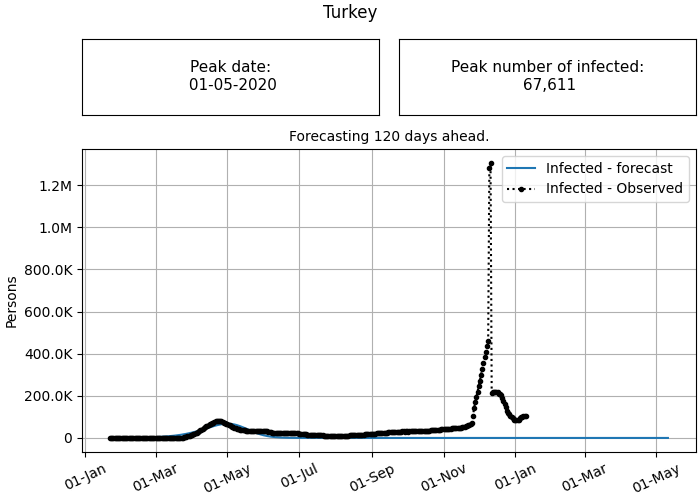 Turkey
Peak date:
01-05-2020
Peak number of infected:
67,611
Forecasting 120 days ahead.
Infected - forecast
Infected - Observed
1.2M
1.0M
800.0K
600.0K
400.0K
200.0K
0
Persons
01-Jan
01-Mar
01-May
01-Jul
01-Sep
01-Nov
01-Jan
01-Mar
01-May